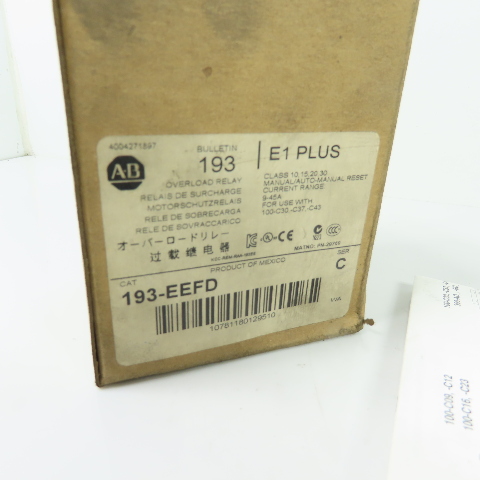 4004271897
BULLETIN
193
E1 PLUS
AB
OVERLOAD RELAY
RELAIS DE SURCHARGE
MOTORSCHUTZRELAIS
RELE DE SOBRECARGA
RELE DE SOVRACCARICO
オーバーロードリレー
过载继电器
CLASS 10,15,20,30
MANUAL/AUTO-MANUAL RESET
CURRENT RANGE
9-45A
FOR USE WITH
100-C30,-C37,-C43
PRODUCT OF MEXICO
SER
C
CAT
193-EEFD
10781180129510
100-C09, -C12
100-C16, -C23